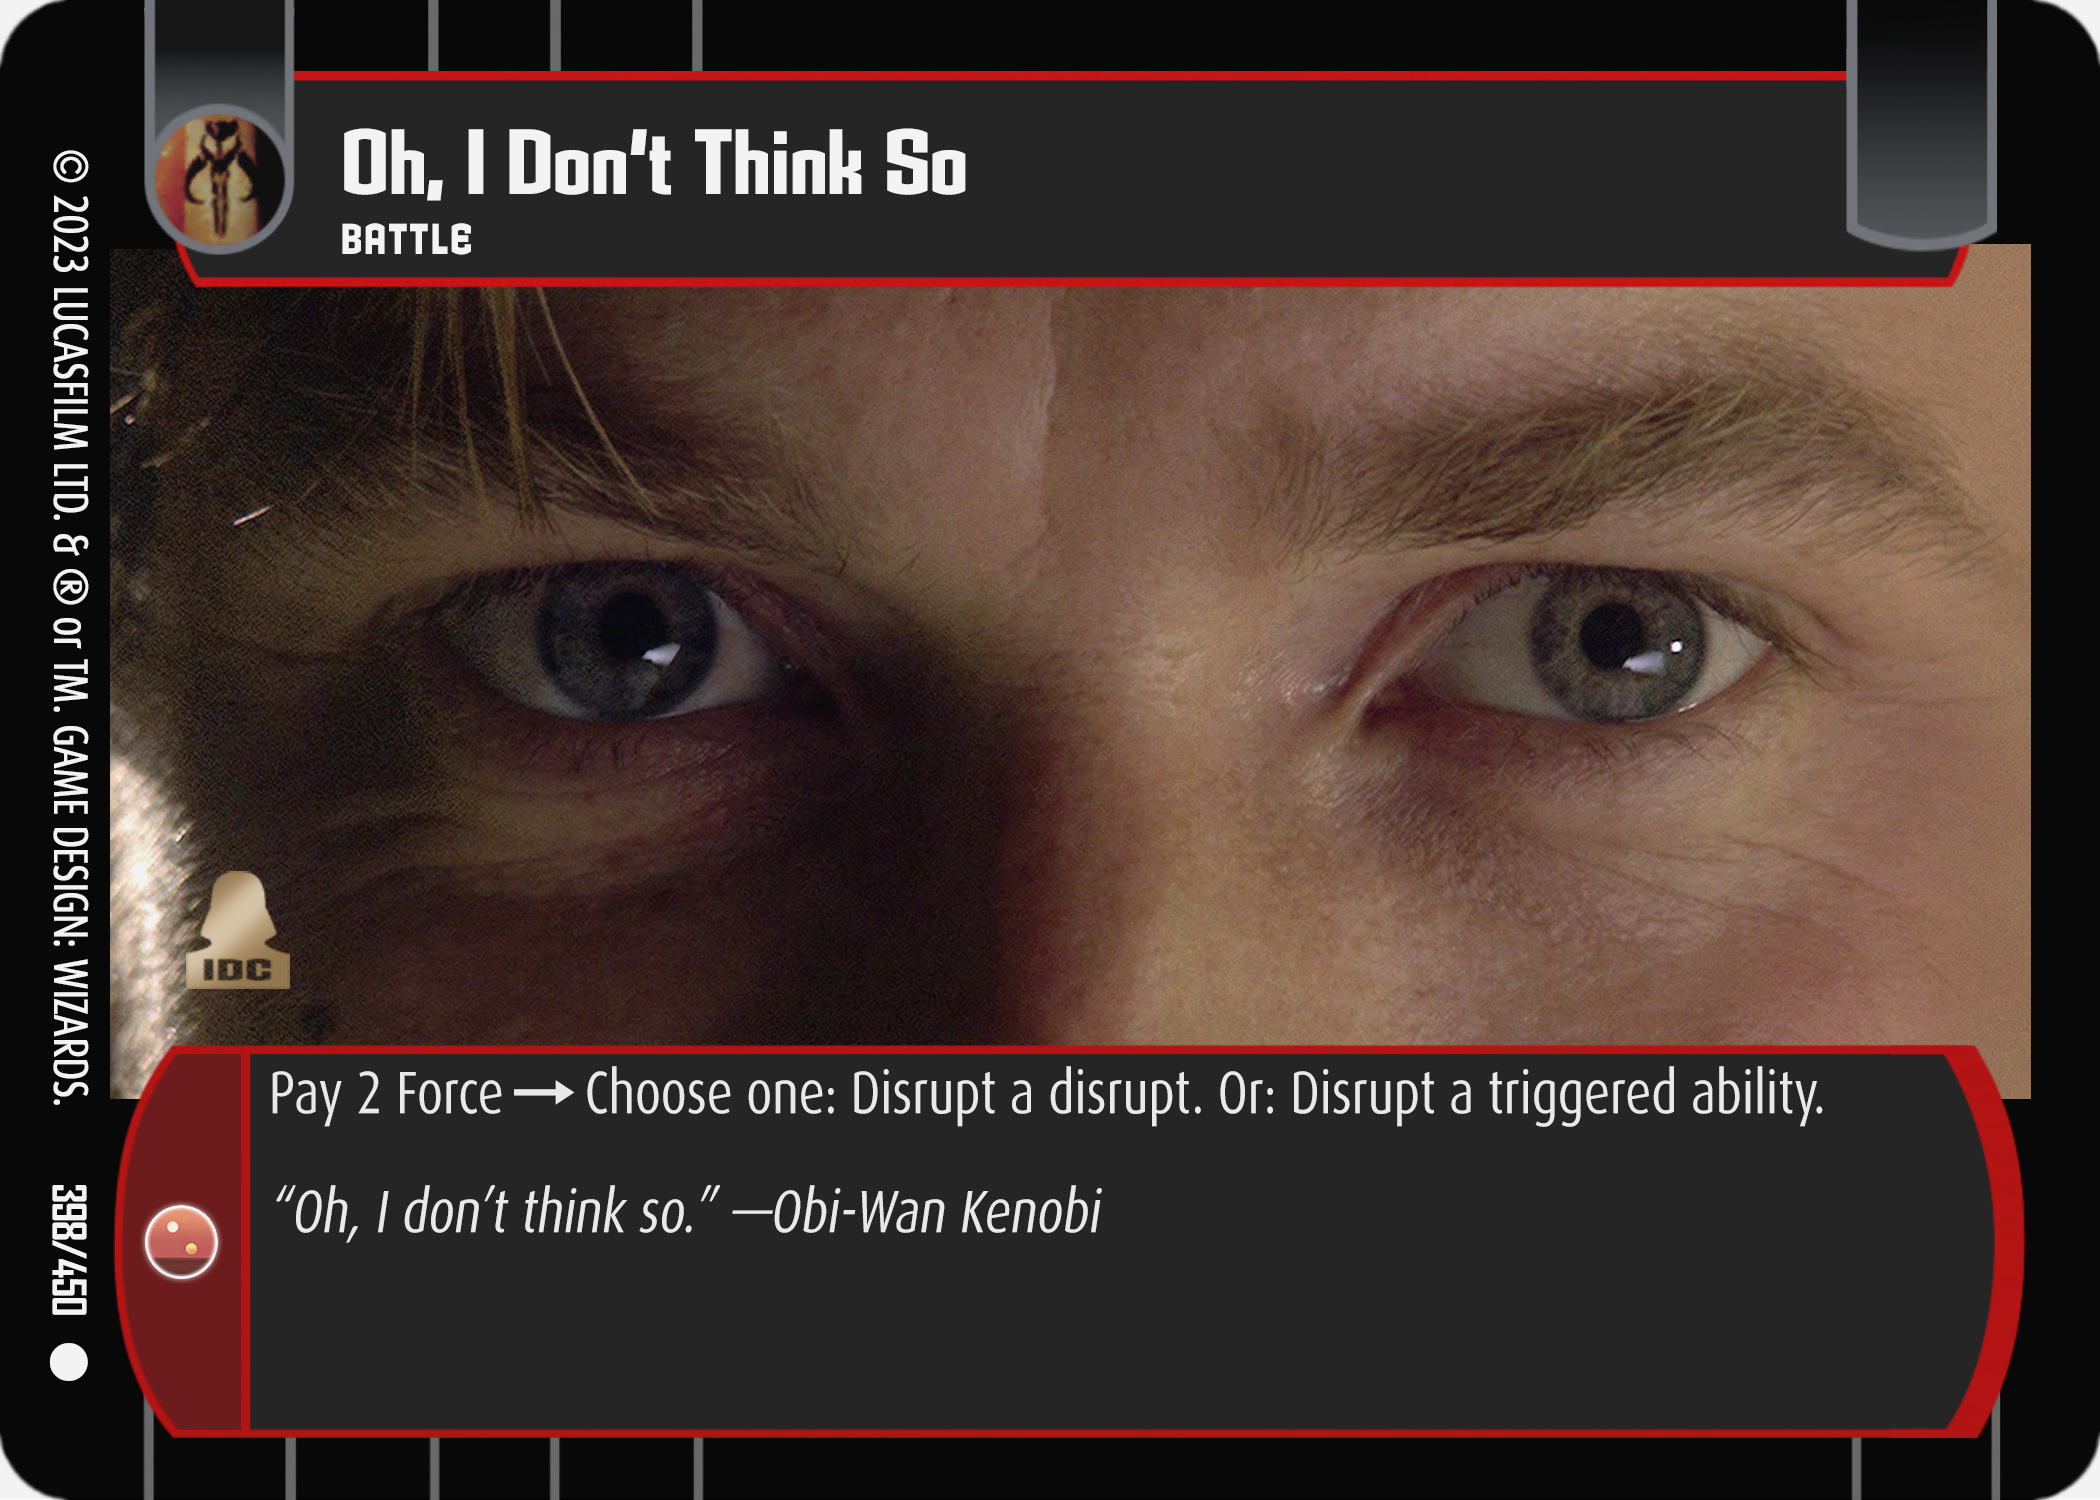 Oh, I Don't Think So
BATTLE
© 2023 LUCASFILM LTD. & ® or TM. GAME DESIGN: WIZARDS.
398/450
IDC
Pay 2 Force → Choose one: Disrupt a disrupt. Or: Disrupt a triggered ability.
“Oh, I don’t think so.” —Obi-Wan Kenobi